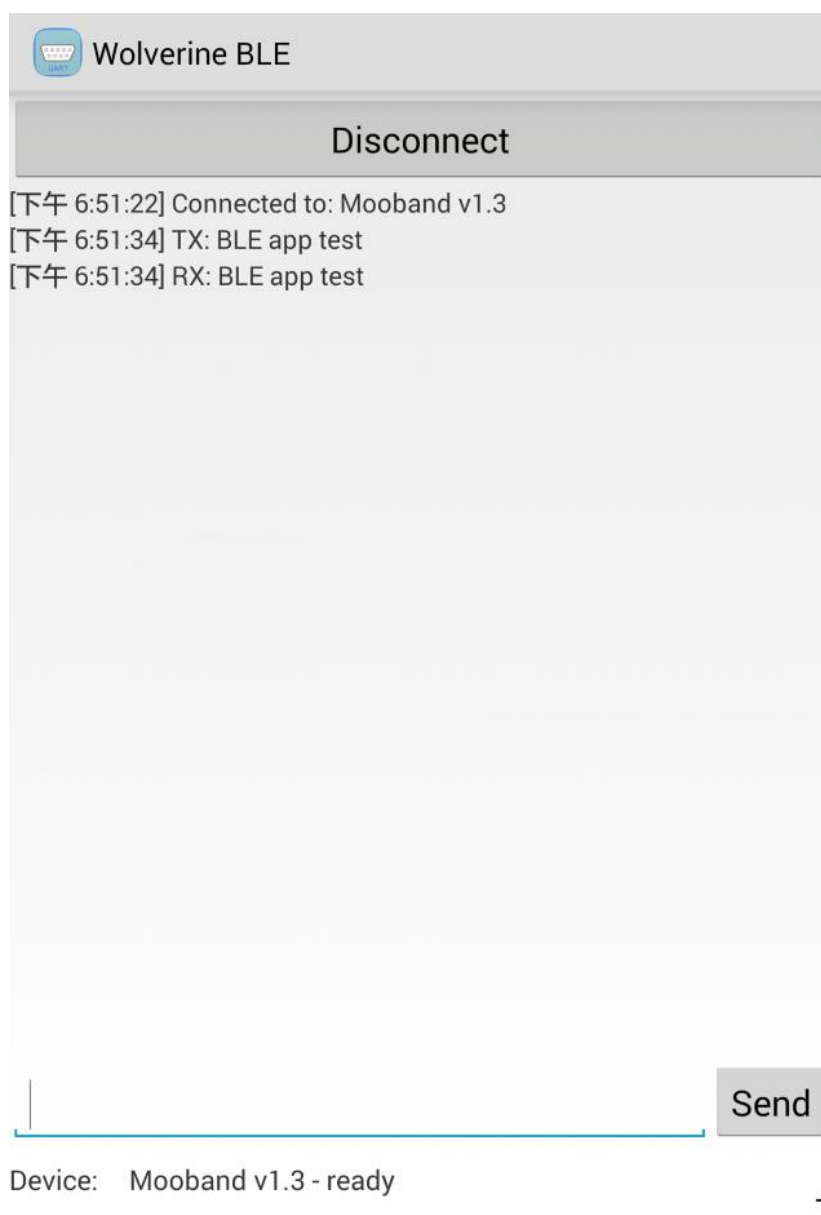 UART
Wolverine BLE
Disconnect
[下午 6:51:22] Connected to: Mooband v1.3
[下午 6:51:34] TX: BLE app test
[下午 6:51:34] RX: BLE app test
Send
Device: Mooband v1.3 - ready